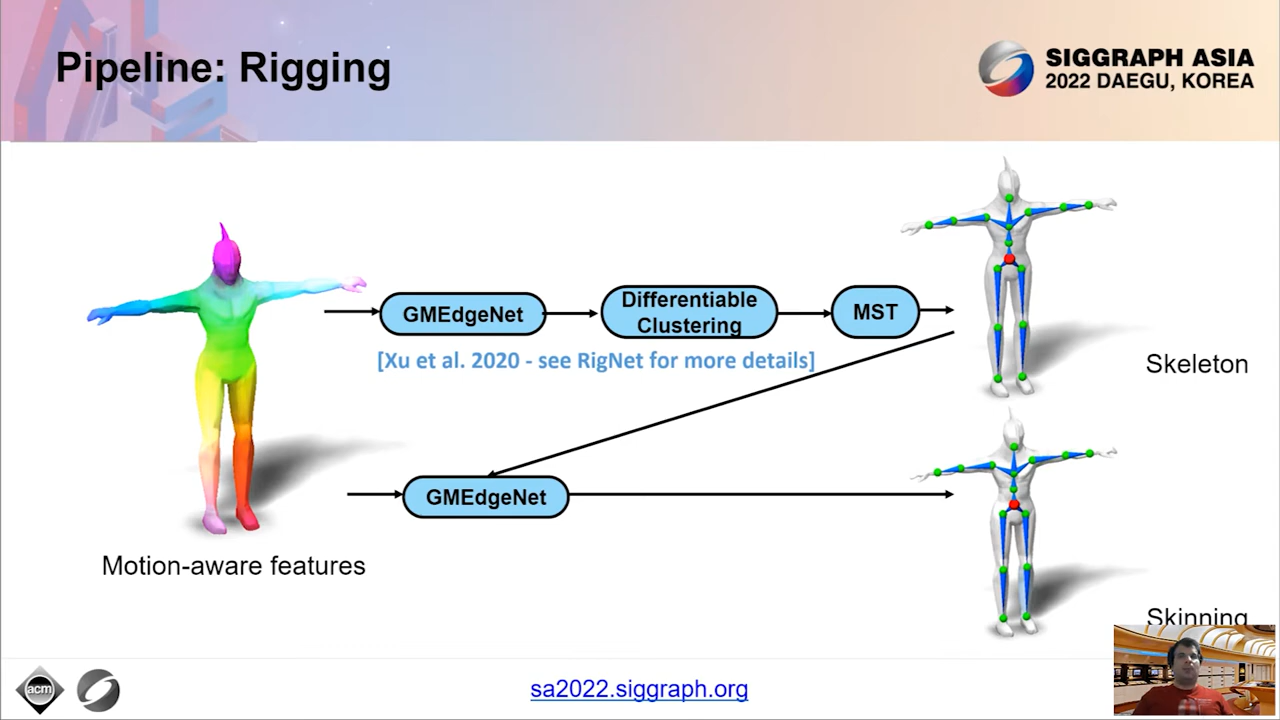 Pipeline: Rigging
SIGGRAPH ASIA
2022 DAEGU, KOREA
GMEdgeNet
Differentiable
Clustering
MST
[Xu et al. 2020 - see RigNet for more details]
Skeleton
GMEdgeNet
Motion-aware features
Skinning
acm
sa2022.siggraph.org